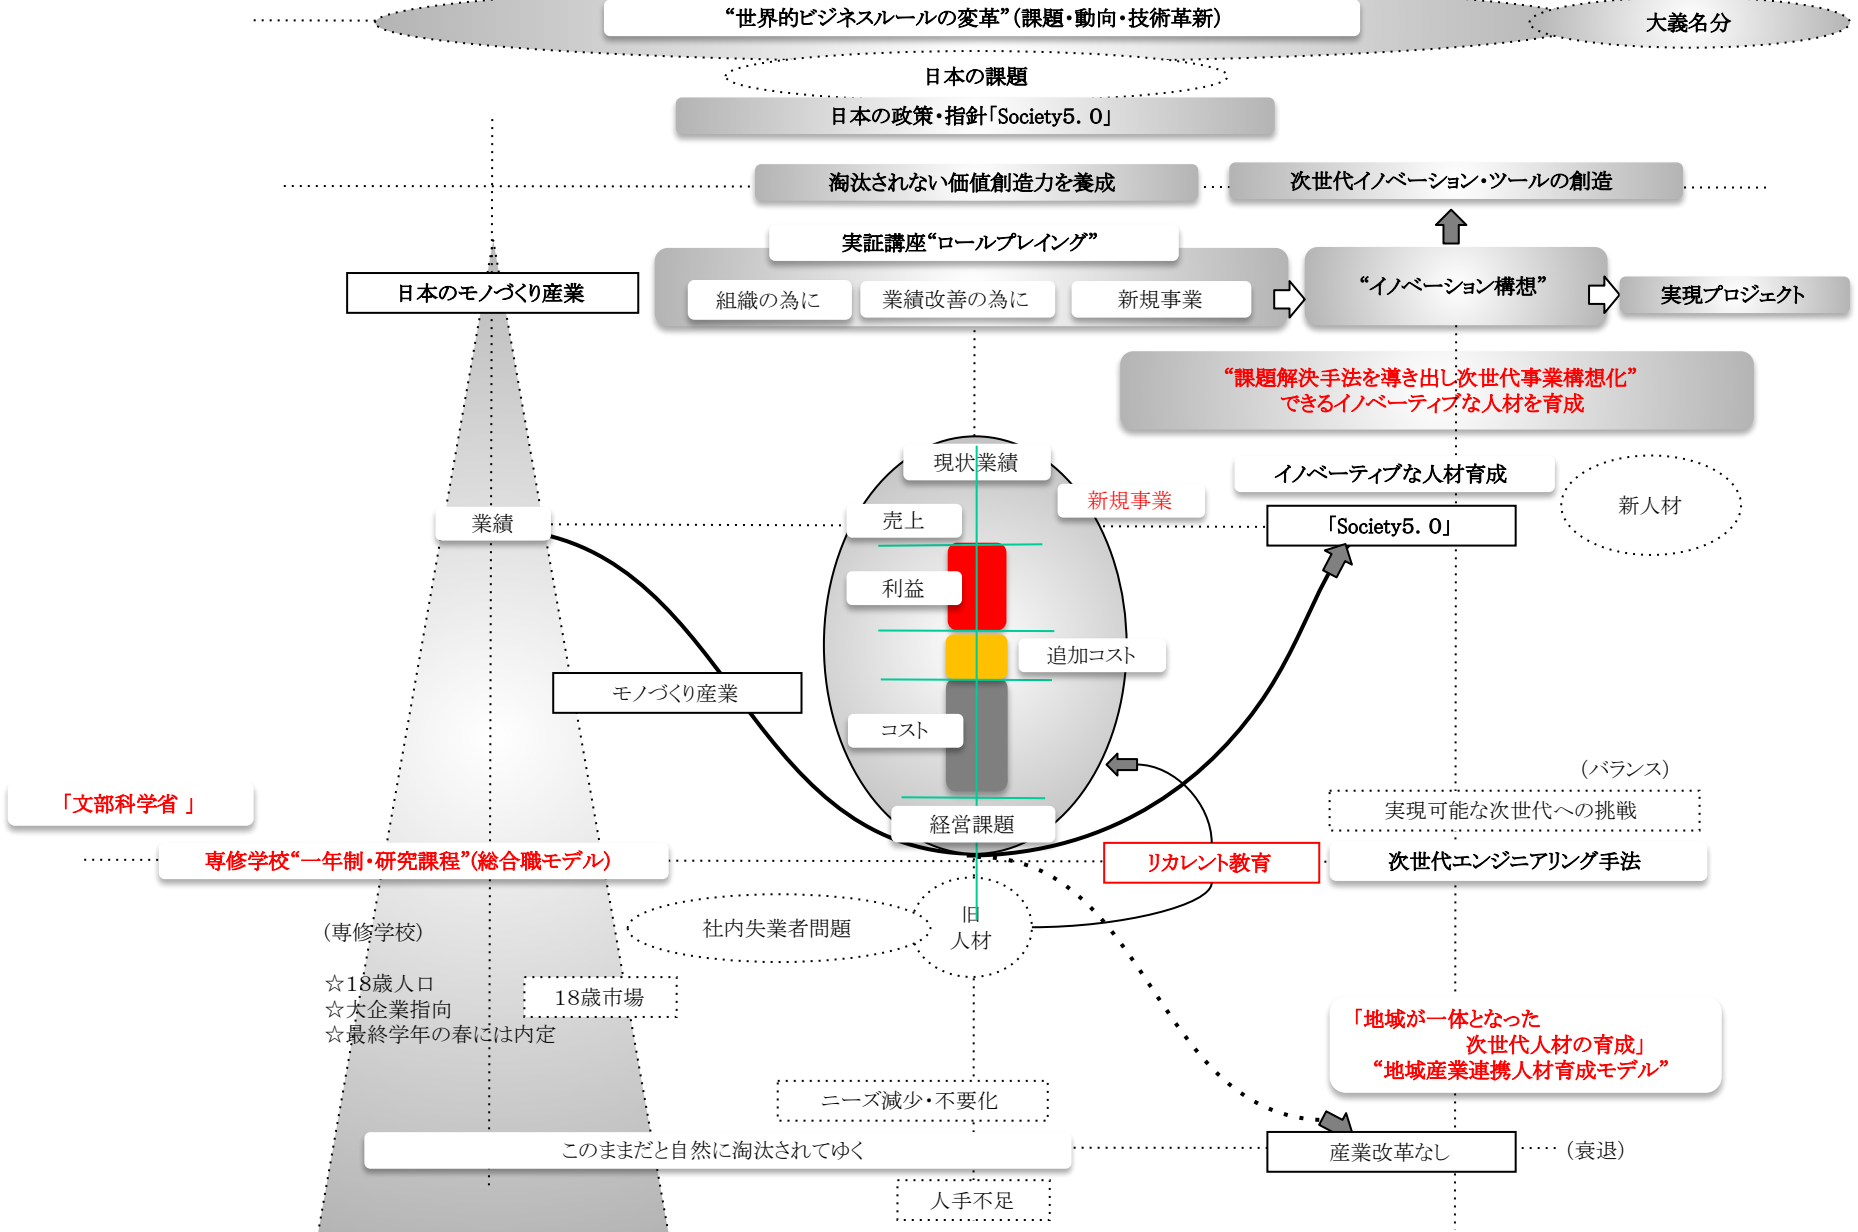 “世界的ビジネスルールの変革”（課題・動向・技術革新）
大義名分
日本の課題
日本の政策・指針「Society5．0」
淘汰されない価値創造力を養成
次世代イノベーション・ツールの創造
実証講座“ロールプレイング”
日本のモノづくり産業
組織の為に
業績改善の為に
新規事業
“イノベーション構想”
実現プロジェクト
“課題解決手法を導き出し次世代事業構想化”
できるイノベーティブな人材を育成
現状業績
イノベーティブな人材育成
新規事業
新人材
売上
業績
「Society5．0」
利益
追加コスト
モノづくり産業
コスト
（バランス）
「文部科学省 」
実現可能な次世代への挑戦
経営課題
専修学校“一年制・研究課程”（総合職モデル）
リカレント教育
次世代エンジニアリング手法
旧
人材
社内失業者問題
（専修学校）
☆18歳人口
☆大企業指向
☆最終学年の春には内定
18歳市場
「地域が一体となった
次世代人材の育成」
“地域産業連携人材育成モデル”
ニーズ減少・不要化
このままだと自然に淘汰されてゆく
産業改革なし
（衰退）
人手不足